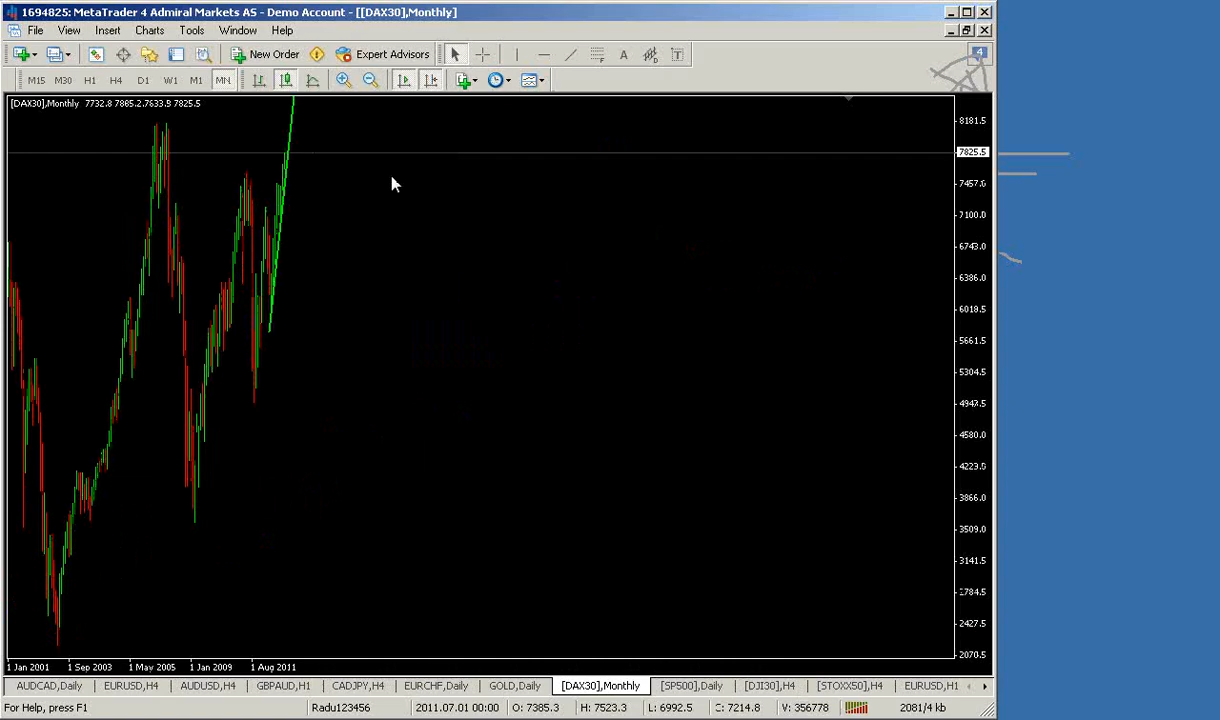 1694825: MetaTrader 4 Admiral Markets AS - Demo Account - [[DAX30],Monthly]
File View Insert Charts Tools Window Help
New Order Expert Advisors A T 4
M15 M30 H1 H4 D1 W1 M1 MN
[DAX30],Monthly 7732.8 7865.2 7633.8 7825.5
8181.5
7825.5
7457.5
7100.0
6743.0
6386.0
6019.5
5661.5
5304.5
4947.5
4580.0
4223.5
3866.0
3509.0
3141.5
2784.5
2427.5
2070.5
1 Jan 2001 1 Sep 2003 1 May 2005 1 Jan 2009 1 Aug 2011
AUDCAD,Daily EURUSD,H4 AUDUSD,H4 GBPAUD,H1 CADJPY,H4 EURCHF,Daily GOLD,Daily [DAX30],Monthly [SP500],Daily [DJI30],H4 [STOXX50],H4 EURUSD,H1
For Help, press F1 Radu123456 2011.07.01 00:00 O: 7385.3 H: 7523.3 L: 6992.5 C: 7214.8 V: 356778 2081/4 kb